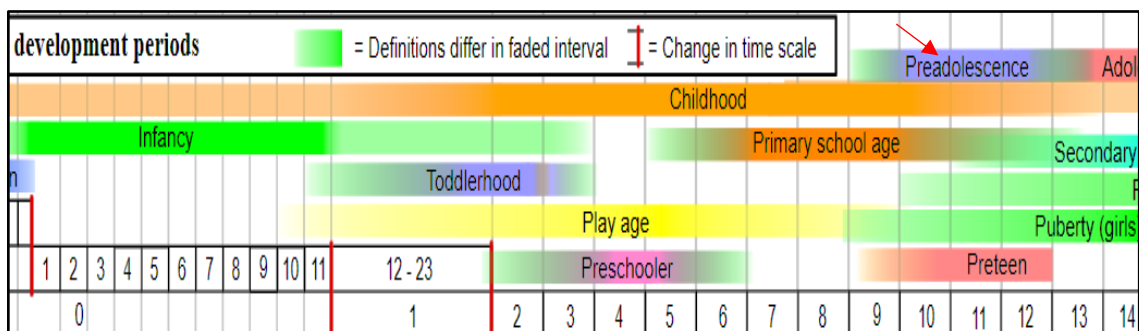 development periods = Definitions differ in faded interval = Change in time scale
Preadolescence Adol
Childhood
Infancy Primary school age
Secondary
n Toddlerhood
Play age
Puberty (girls
1 2 3 4 5 6 7 8 9 10 11 12 - 23 Preschooler Preteen
0 1 2 3 4 5 6 7 8 9 10 11 12 13 14